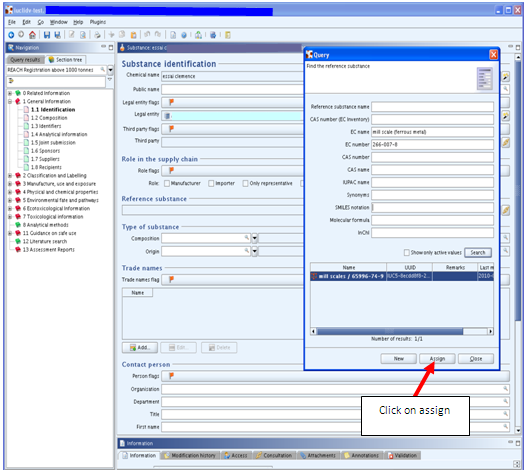 iuclid5-test
File Edit Go Window Help Plugins
Navigation
Query results Section tree
REACH Registration above 1000 tonnes
0 Related Information
1 General Information
1.1 Identification
1.2 Composition
1.3 Identifiers
1.4 Analytical information
1.5 Joint submission
1.6 Sponsors
1.7 Suppliers
1.8 Recipients
2 Classification and Labelling
3 Manufacture, use and exposure
4 Physical and chemical properties
5 Environmental fate and pathways
6 Ecotoxicological Information
7 Toxicological information
8 Analytical methods
11 Guidance on safe use
12 Literature search
13 Assessment Reports
Substance: essai c
Substance identification
Chemical name essai clemence
Public name
Legal entity flags
Legal entity
Third party flags
Third party
Role in the supply chain
Role flags
Role: Manufacturer Importer Only representative
Reference substance
Type of substance
Composition
Origin
Trade names
Trade names flag
Name
Add... Edit... Delete
Contact person
Person flags
Organisation
Department
Title
First name
Information
Information Modification history Access Consultation Attachments Annotations Validation
Query
Find the reference substance
Reference substance name
CAS number (EC Inventory)
EC name mill scale (ferrous metal)
EC number 266-007-8
CAS number
CAS name
IUPAC name
Synonyms
SMILES notation
Molecular formula
InChI
Show only active values Search
Name UUID Remarks Last m
mill scales / 65996-74-9
Number of results: 1/1
New Assign Close
Click on assign